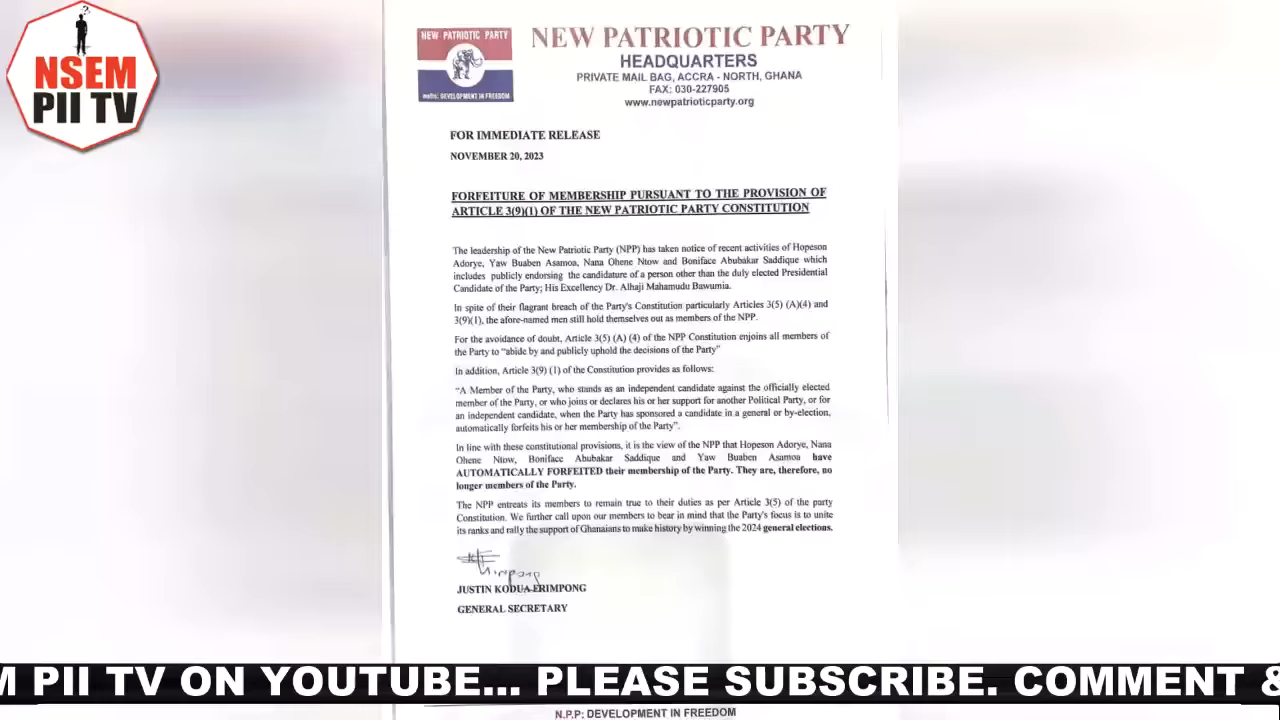 ?
NSEM
PII TV
NEW PATRIOTIC PARTY
DEVELOPMENT IN FREEDOM
NEW PATRIOTIC PARTY
HEADQUARTERS
PRIVATE MAIL BAG, ACCRA - NORTH, GHANA
FAX: 030-227905
www.newpatrioticparty.org
FOR IMMEDIATE RELEASE
NOVEMBER 20, 2023
FORFEITURE OF MEMBERSHIP PURSUANT TO THE PROVISION OF
ARTICLE 3(9)(1) OF THE NEW PATRIOTIC PARTY CONSTITUTION
The leadership of the New Patriotic Party (NPP) has taken notice of recent activities of Hopeson
Adorye, Yaw Buaben Asamoa, Nana Ohene Ntow and Boniface Abubakar Saddique which
includes publicly endorsing the candidature of a person other than the duly elected Presidential
Candidate of the Party; His Excellency Dr. Alhaji Mahamudu Bawumia.
In spite of their flagrant breach of the Party's Constitution particularly Articles 3(5) (A)(4) and
3(9)(1), the afore-named men still hold themselves out as members of the NPP.
For the avoidance of doubt, Article 3(5) (A) (4) of the NPP Constitution enjoins all members of
the Party to "abide by and publicly uphold the decisions of the Party"
In addition, Article 3(9) (1) of the Constitution provides as follows:
"A Member of the Party, who stands as an independent candidate against the officially elected
member of the Party, or who joins or declares his or her support for another Political Party, or for
an independent candidate, when the Party has sponsored a candidate in a general or by-election,
automatically forfeits his or her membership of the Party".
In line with these constitutional provisions, it is the view of the NPP that Hopeson Adorye, Nana
Ohene Ntow, Boniface Abubakar Saddique and Yaw Buaben Asamoa have
AUTOMATICALLY FORFEITED their membership of the Party. They are, therefore, no
longer members of the Party.
The NPP entreats its members to remain true to their duties as per Article 3(5) of the party
Constitution. We further call upon our members to bear in mind that the Party's focus is to unite
its ranks and rally the support of Ghanaians to make history by winning the 2024 general elections.
JUSTIN KODUA FRIMPONG
GENERAL SECRETARY
M PII TV ON YOUTUBE... PLEASE SUBSCRIBE. COMMENT &
N.P.P: DEVELOPMENT IN FREEDOM